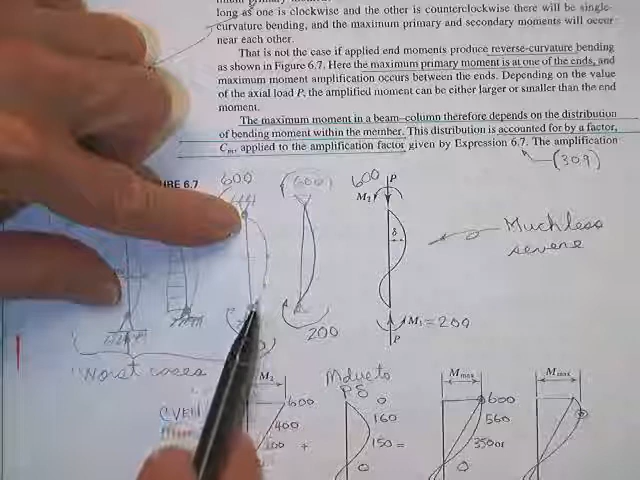 long as one is clockwise and the other is counterclockwise there will be single-
curvature bending, and the maximum primary and secondary moments will occur
near each other.
That is not the case if applied end moments produce reverse-curvature bending
as shown in Figure 6.7. Here the maximum primary moment is at one of the ends, and
maximum moment amplification occurs between the ends. Depending on the value
of the axial load P, the amplified moment can be either larger or smaller than the end
moment.
The maximum moment in a beam–column therefore depends on the distribution
of bending moment within the member. This distribution is accounted for by a factor,
Cm, applied to the amplification factor given by Expression 6.7. The amplification
(309)
6.7
600
(600)
600 P
M₂
δ
Much less
severe
200
M₁ = 200
P
Worst cases
M₂
M due to
Pδ
Mmax
Mmax
600
0
600
400
160
560
+
150 =
350
0
0